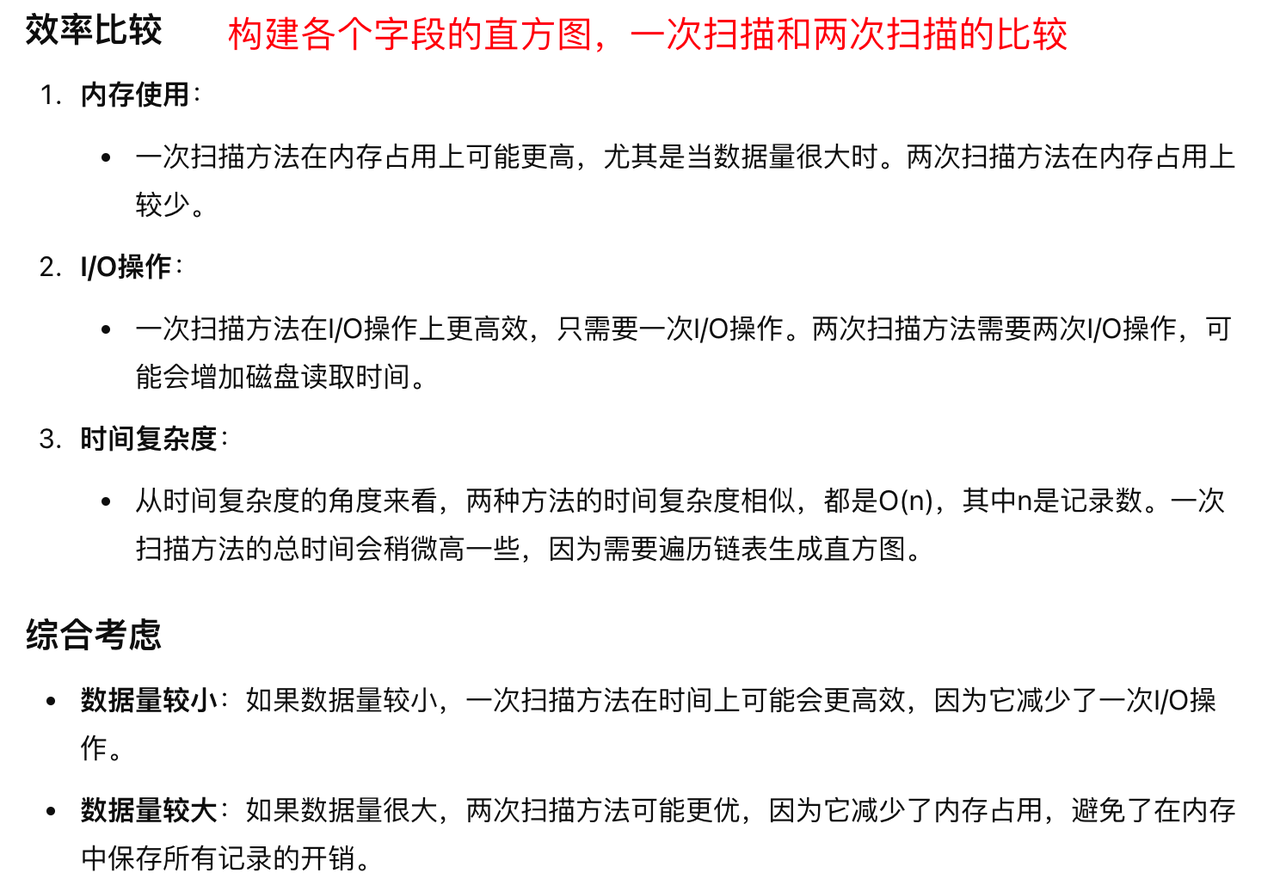 效率比较 构建各个字段的直方图，一次扫描和两次扫描的比较
1. 内存使用：
• 一次扫描方法在内存占用上可能更高，尤其是当数据量很大时。两次扫描方法在内存占用上
较少。
2. I/O操作：
• 一次扫描方法在I/O操作上更高效，只需要一次I/O操作。两次扫描方法需要两次I/O操作，可
能会增加磁盘读取时间。
3. 时间复杂度：
• 从时间复杂度的角度来看，两种方法的时间复杂度相似，都是O(n)，其中n是记录数。一次
扫描方法的总时间会稍微高一些，因为需要遍历链表生成直方图。
综合考虑
• 数据量较小：如果数据量较小，一次扫描方法在时间上可能会更高效，因为它减少了一次I/O操
作。
• 数据量较大：如果数据量很大，两次扫描方法可能更优，因为它减少了内存占用，避免了在内存
中保存所有记录的开销。